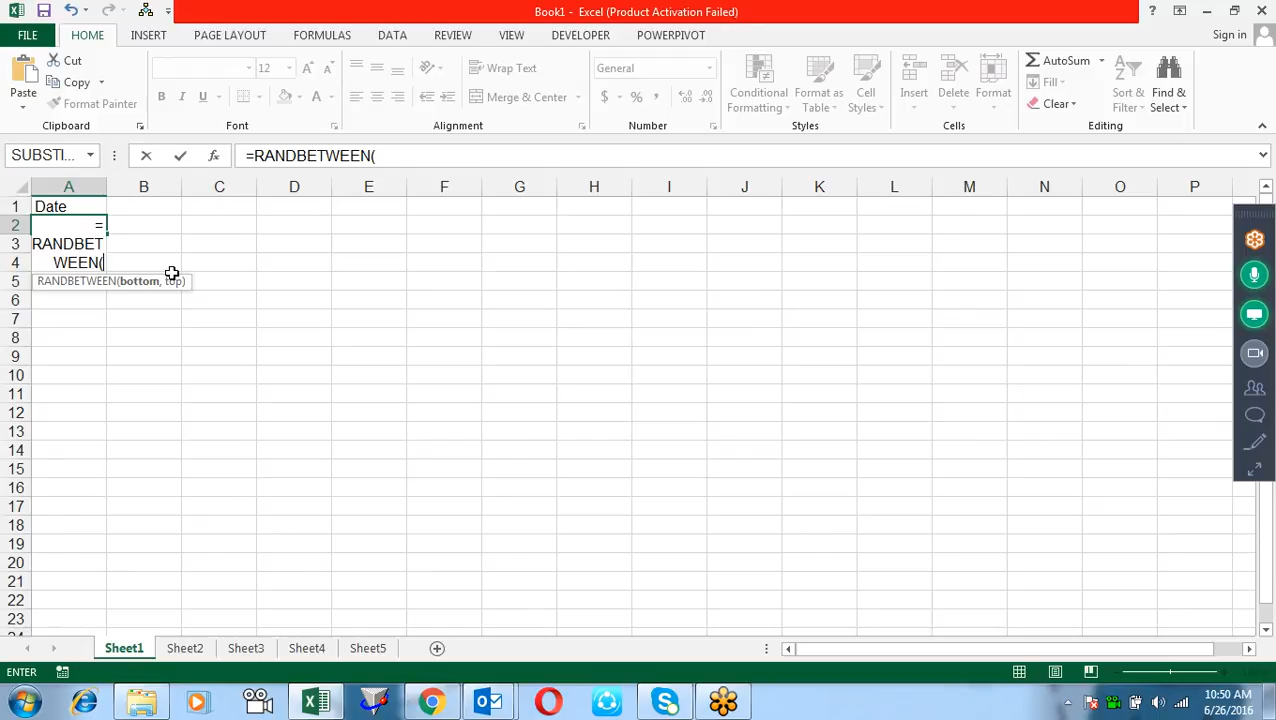 Book1 - Excel (Product Activation Failed)
FILE HOME INSERT PAGE LAYOUT FORMULAS DATA REVIEW VIEW DEVELOPER POWERPIVOT Sign in
Paste
Cut
Copy
Format Painter
12
B I U
A A
Wrap Text
Merge & Center
General
$ % ,
Conditional Formatting
Format as Table
Cell Styles
Insert Delete Format
AutoSum
Fill
Clear
Sort & Filter
Find & Select
Clipboard Font Alignment Number Styles Cells Editing
SUBSTI... fx =RANDBETWEEN(
A B C D E F G H I J K L M N O P
1 Date
2 =
3 RANDBET
4 WEEN(
5 RANDBETWEEN(bottom, top)
6
7
8
9
10
11
12
13
14
15
16
17
18
19
20
21
22
23
24
Sheet1 Sheet2 Sheet3 Sheet4 Sheet5
ENTER
10:50 AM
6/26/2016